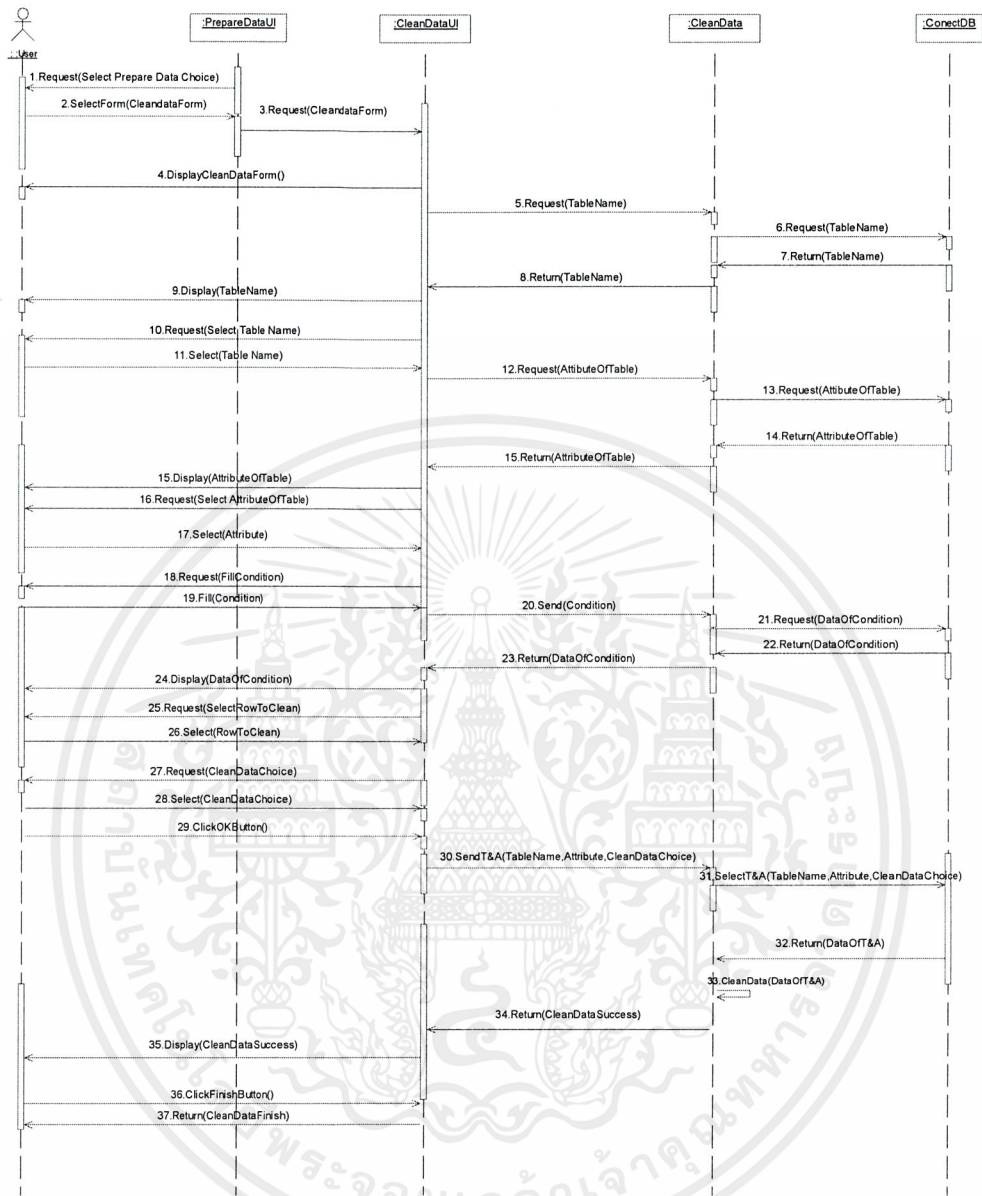 :PrepareDataUI
:CleanDataUI
:CleanData
:ConectDB
: :User
1.Request(Select Prepare Data Choice)
2.SelectForm(CleandataForm)
3.Request(CleandataForm)
4.DisplayCleanDataForm()
5.Request(TableName)
6.Request(TableName)
7.Return(TableName)
8.Return(TableName)
9.Display(TableName)
10.Request(Select Table Name)
11.Select(Table Name)
12.Request(AttibuteOfTable)
13.Request(AttibuteOfTable)
14.Return(AttributeOfTable)
15.Return(AttributeOfTable)
15.Display(AttributeOfTable)
16.Request(Select AttributeOfTable)
17.Select(Attribute)
18.Request(FillCondition)
19.Fill(Condition)
20.Send(Condition)
21.Request(DataOfCondition)
22.Return(DataOfCondition)
23.Return(DataOfCondition)
24.Display(DataOfCondition)
25.Request(SelectRowToClean)
26.Select(RowToClean)
27.Request(CleanDataChoice)
28.Select(CleanDataChoice)
29.ClickOKButton()
30.SendT&A(TableName,Attribute,CleanDataChoice)
31.SelectT&A(TableName,Attribute,CleanDataChoice)
32.Return(DataOfT&A)
33.CleanData(DataOfT&A)
34.Return(CleanDataSuccess)
35.Display(CleanDataSuccess)
36.ClickFinishButton()
37.Return(CleanDataFinish)